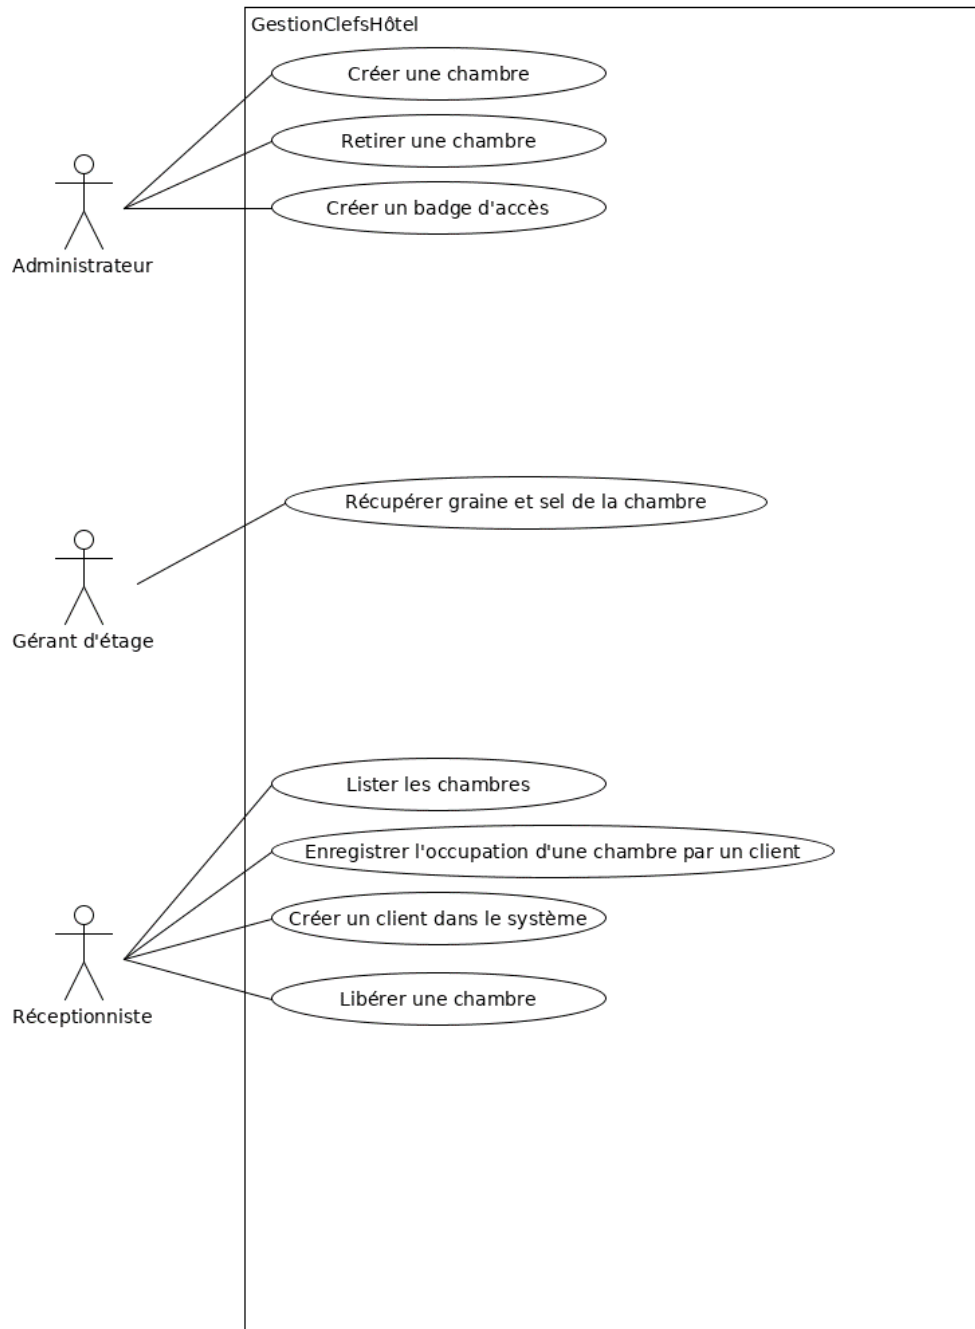 GestionClefsHôtel
Créer une chambre
Retirer une chambre
Créer un badge d'accès
Administrateur
Récupérer graine et sel de la chambre
Gérant d'étage
Lister les chambres
Enregistrer l'occupation d'une chambre par un client
Créer un client dans le système
Libérer une chambre
Réceptionniste